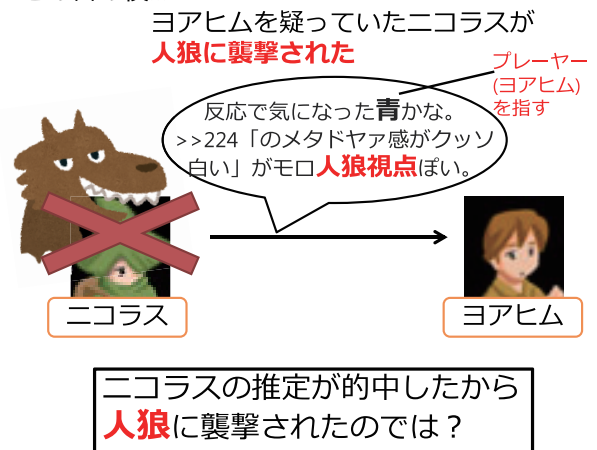 ヨアヒムを疑っていたニコラスが
人狼に襲撃された
プレーヤー
(ヨアヒム)
を指す
反応で気になった青かな。
>>224「のメタドヤァ感がクッソ
白い」がモロ人狼視点ぽい。
ニコラス
ヨアヒム
ニコラスの推定が的中したから
人狼に襲撃されたのでは？